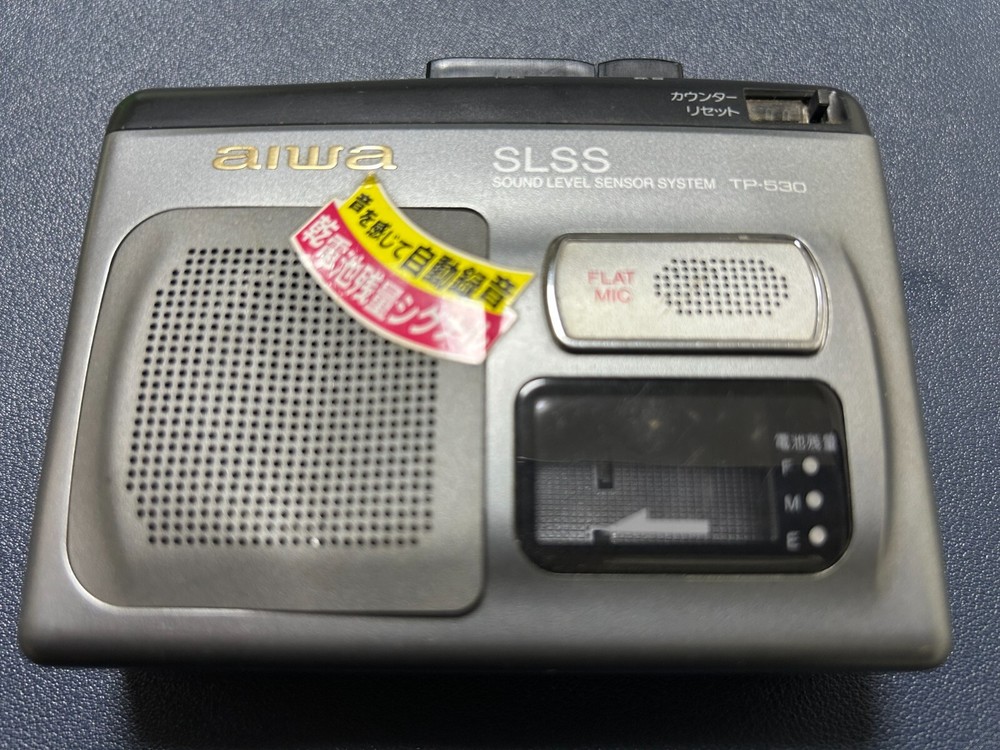 カウンター
リセット
aiwa
SLSS
SOUND LEVEL SENSOR SYSTEM TP-530
音を感じて自動録音
乾電池残量シグナル
FLAT
MIC
電池残量
F
M
E